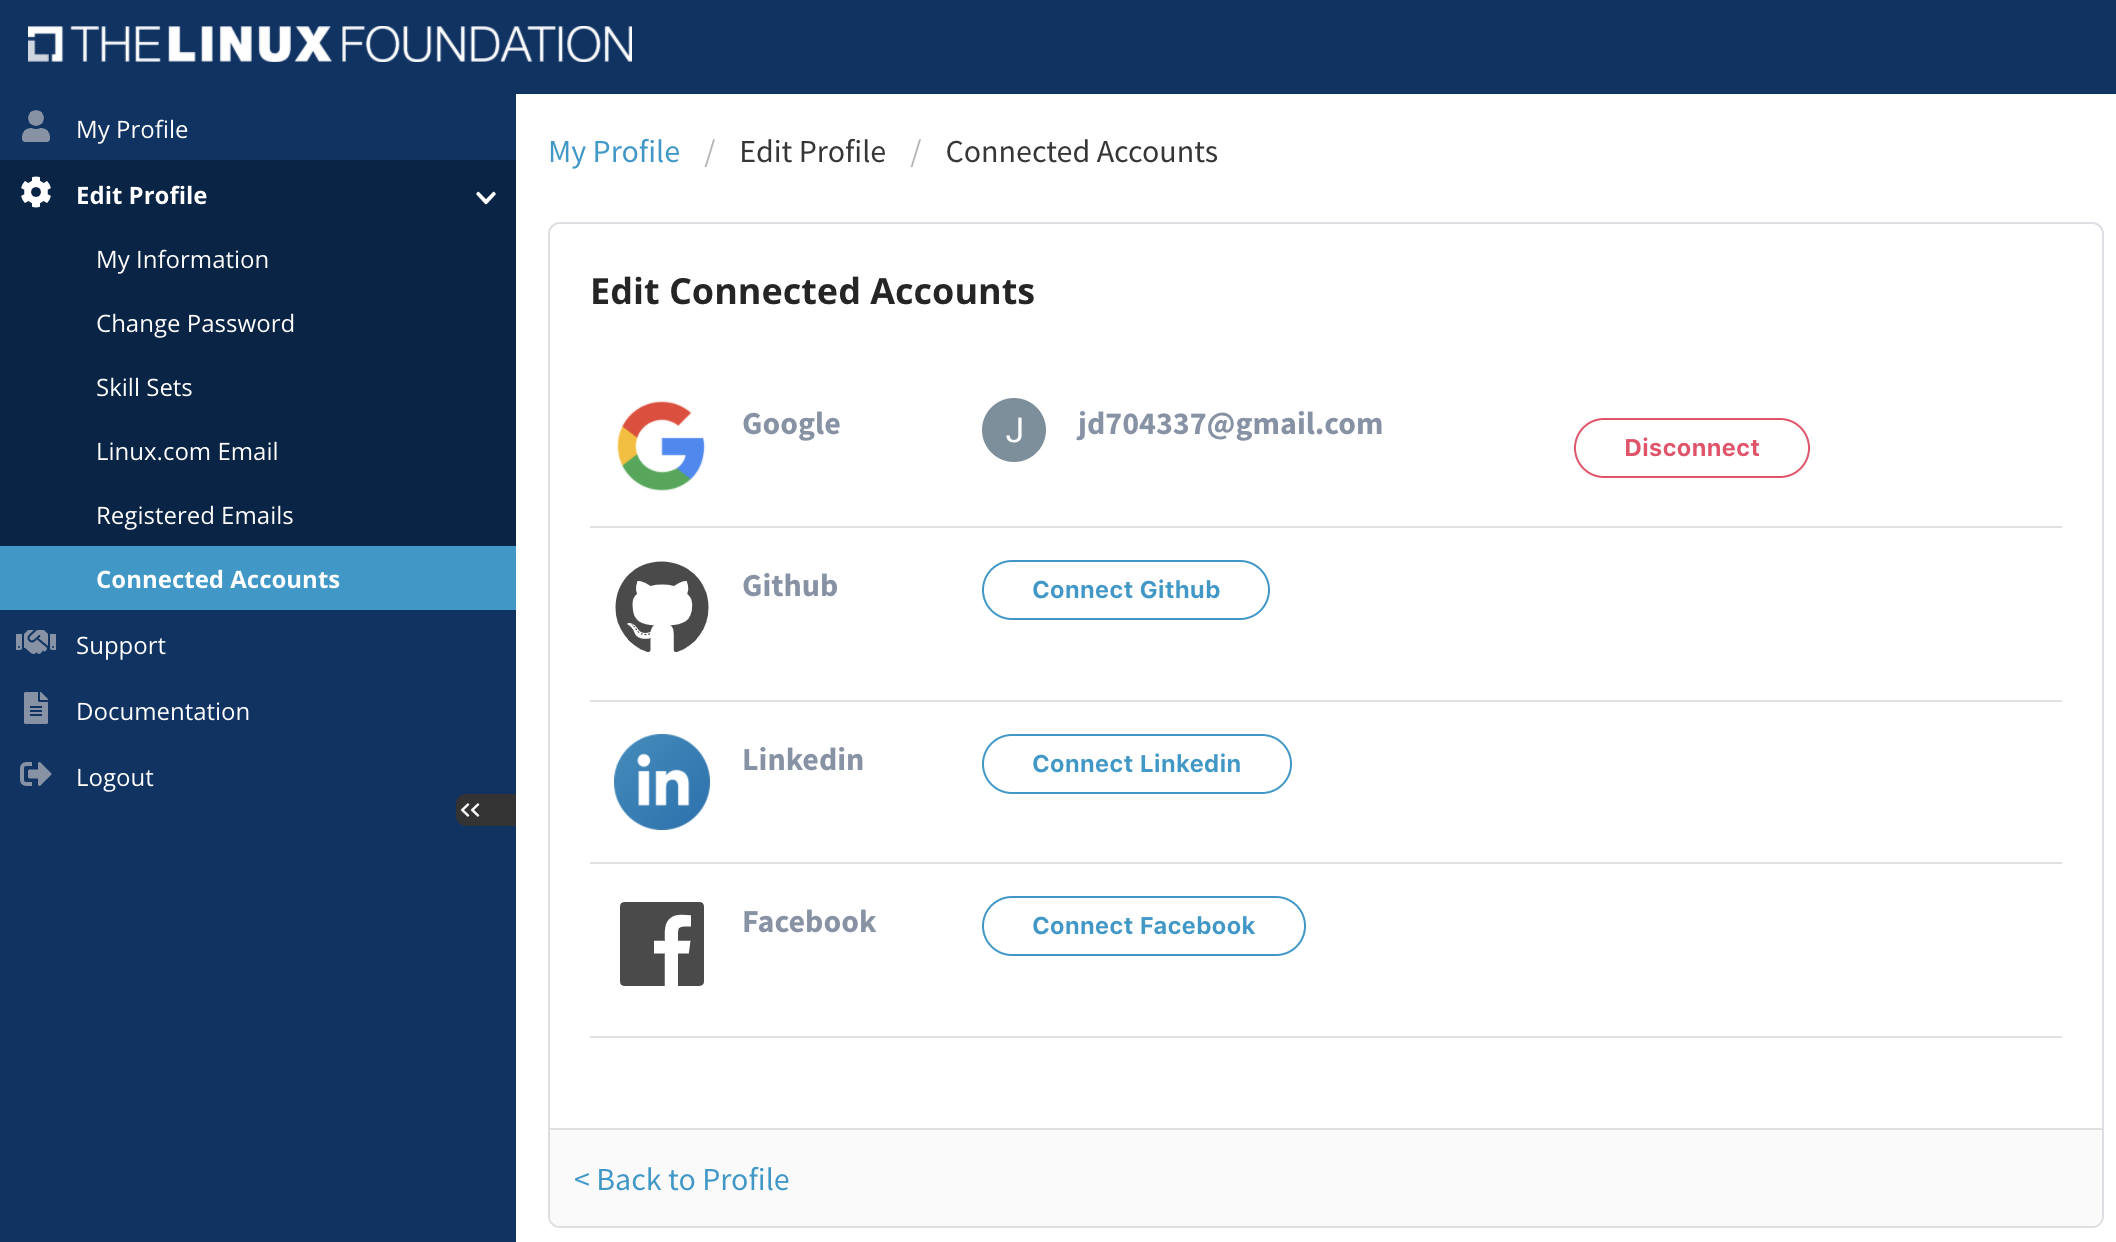 THE LINUX FOUNDATION
My Profile
Edit Profile
My Information
Change Password
Skill Sets
Linux.com Email
Registered Emails
Connected Accounts
Support
Documentation
Logout
My Profile / Edit Profile / Connected Accounts
Edit Connected Accounts
Google J jd704337@gmail.com Disconnect
Github Connect Github
in Linkedin Connect Linkedin
f Facebook Connect Facebook
< Back to Profile